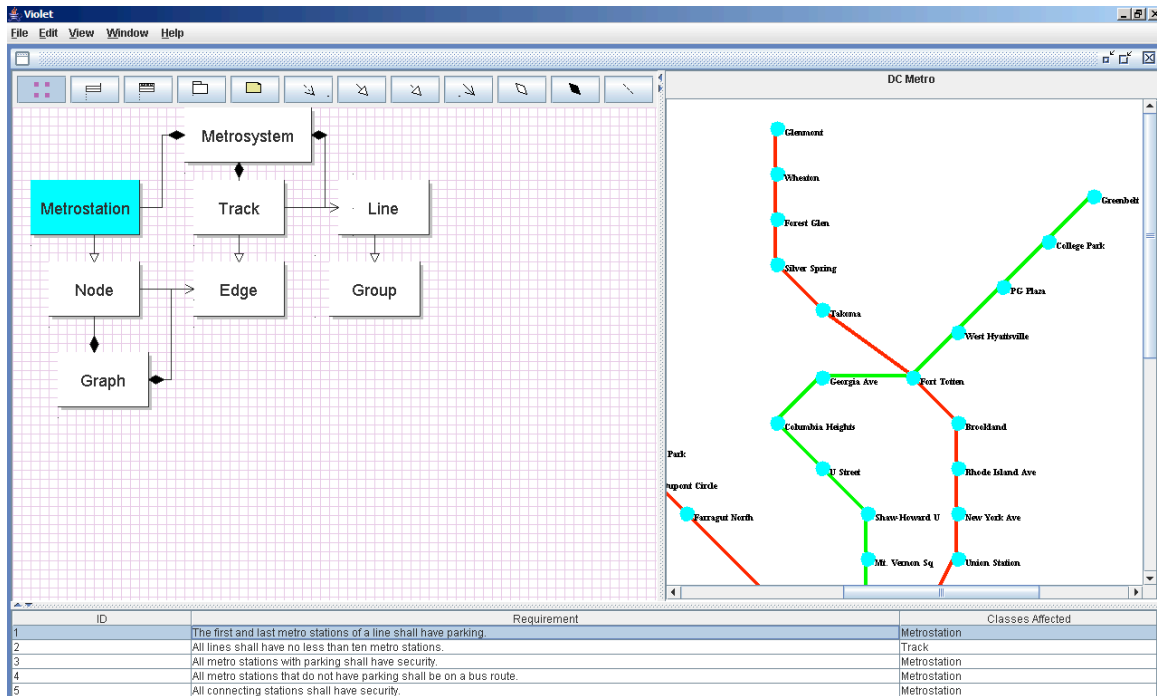 Violet
File Edit View Window Help
Metrosystem
Metrostation
Track
Line
Node
Edge
Group
Graph
DC Metro
Glenmont
Wheaton
Forest Glen
Silver Spring
Takoma
Greenbelt
College Park
PG Plaza
West Hyattsville
Georgia Ave
Fort Totten
Columbia Heights
Brookland
Park
U Street
Rhode Island Ave
upont Circle
Farragut North
Shaw-Howard U
New York Ave
Mt. Vernon Sq
Union Station
ID Requirement Classes Affected
1 The first and last metro stations of a line shall have parking. Metrostation
2 All lines shall have no less than ten metro stations. Track
3 All metro stations with parking shall have security. Metrostation
4 All metro stations that do not have parking shall be on a bus route. Metrostation
5 All connecting stations shall have security. Metrostation